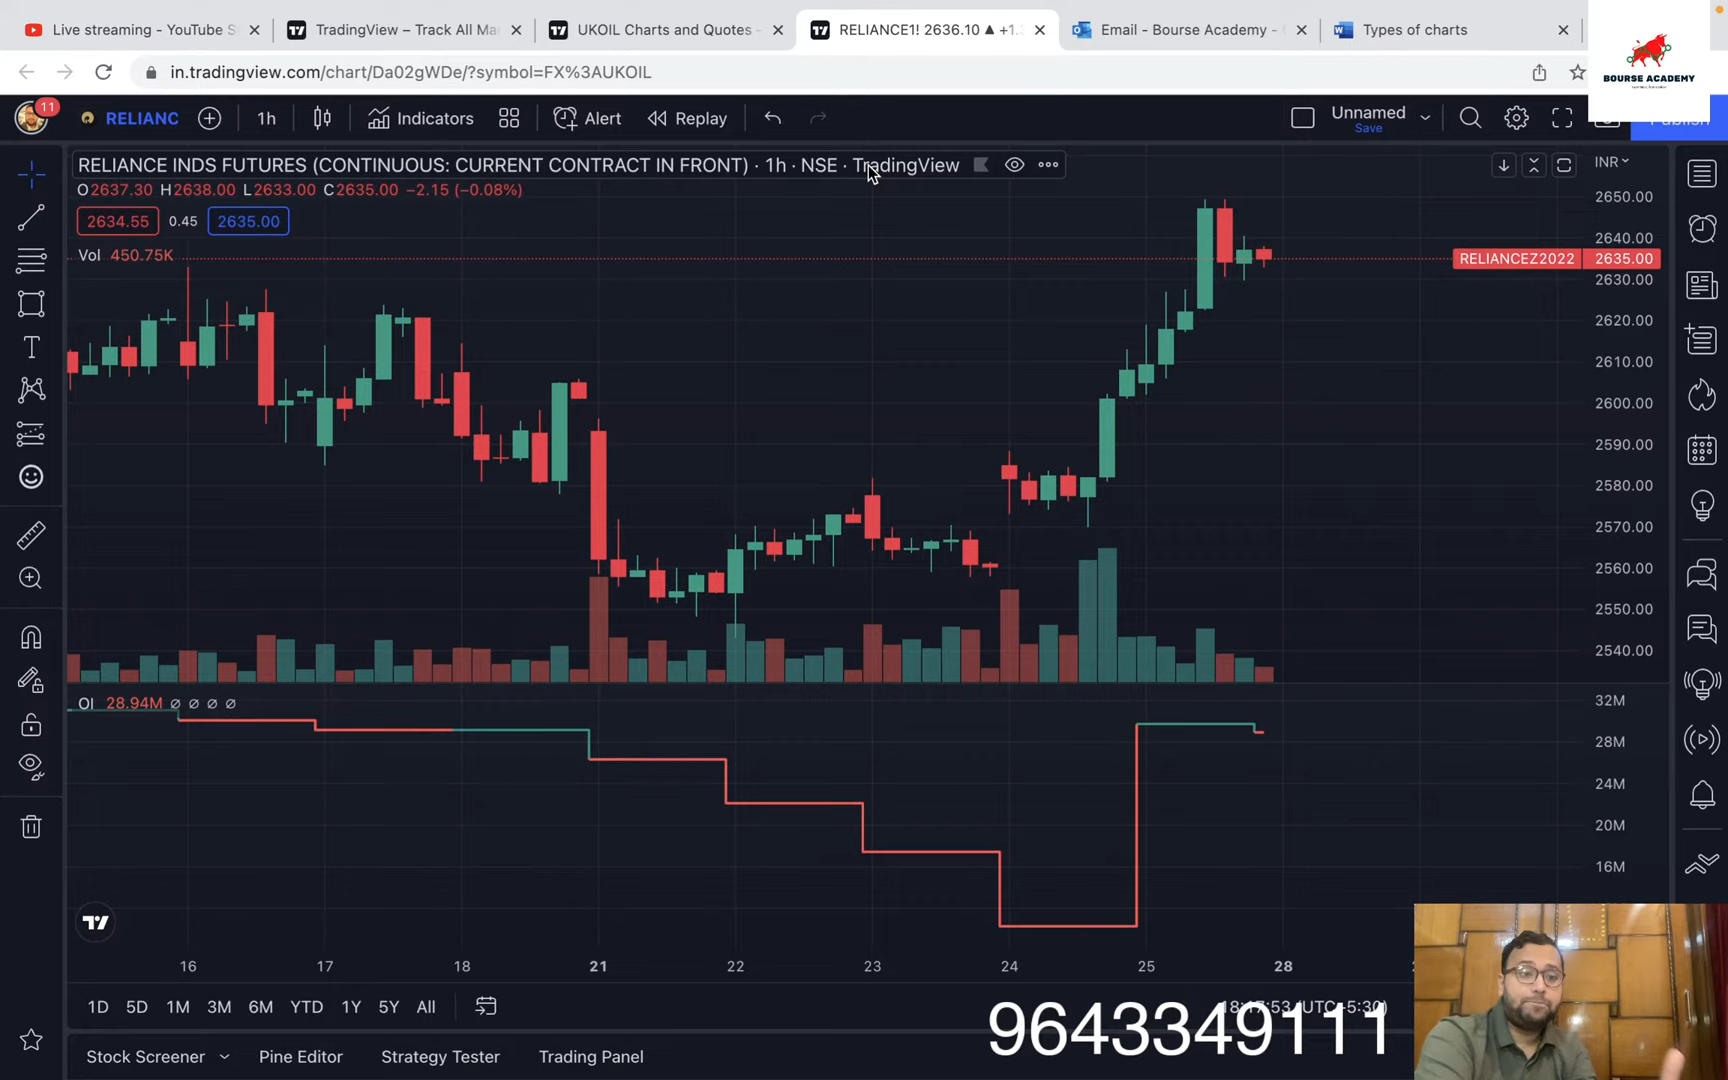 Live streaming - YouTube S
TradingView – Track All Ma
UKOIL Charts and Quotes -
RELIANCE1! 2636.10 ▲ +1.
Email - Bourse Academy -
Types of charts
in.tradingview.com/chart/Da02gWDe/?symbol=FX%3AUKOIL
BOURSE ACADEMY
11
RELIANC
1h
Indicators
Alert
Replay
Unnamed
Save
RELIANCE INDS FUTURES (CONTINUOUS: CURRENT CONTRACT IN FRONT) · 1h · NSE · TradingView
INR
O2637.30 H2638.00 L2633.00 C2635.00 −2.15 (−0.08%)
2634.55 0.45 2635.00
Vol 450.75K
2650.00
2640.00
RELIANCEZ2022 2635.00
2630.00
2620.00
2610.00
2600.00
2590.00
2580.00
2570.00
2560.00
2550.00
2540.00
OI 28.94M ∅ ∅ ∅ ∅
32M
28M
24M
20M
16M
16 17 18 21 22 23 24 25 28
1D 5D 1M 3M 6M YTD 1Y 5Y All
18:17:53 (UTC+5:30)
9643349111
Stock Screener
Pine Editor
Strategy Tester
Trading Panel